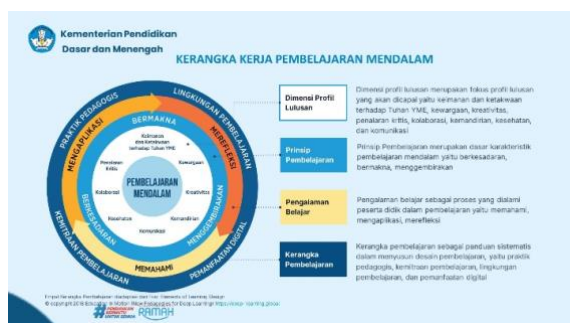 Kementerian Pendidikan
Dasar dan Menengah
KERANGKA KERJA PEMBELAJARAN MENDALAM
PRAKTIK PEDAGOGIS
LINGKUNGAN PEMBELAJARAN
KEMITRAAN PEMBELAJARAN
PEMANFAATAN DIGITAL
MENGAPLIKASI
MEREFLEKSI
MEMAHAMI
BERMAKNA
BERKESADARAN
MENGGEMBIRAKAN
Keimanan
dan ketakwaan
terhadap Tuhan YME
Penalaran
Kritis
Kewargaan
Kolaborasi
Kreativitas
Kesehatan
Kemandirian
Komunikasi
PEMBELAJARAN
MENDALAM
Dimensi Profil
Lulusan
Dimensi profil lulusan merupakan fokus profil lulusan
yang akan dicapai yaitu keimanan dan ketakwaan
terhadap Tuhan YME, kewargaan, kreativitas,
penalaran kritis, kolaborasi, kemandirian, kesehatan,
dan komunikasi
Prinsip
Pembelajaran
Prinsip Pembelajaran merupakan dasar karakteristik
pembelajaran mendalam yaitu berkesadaran,
bermakna, menggembirakan
Pengalaman
Belajar
Pengalaman belajar sebagai proses yang dialami
peserta didik dalam pembelajaran yaitu memahami,
mengaplikasi, merefleksi
Kerangka
Pembelajaran
Kerangka pembelajaran sebagai panduan sistematis
dalam menyusun desain pembelajaran, yaitu praktik
pedagogis, kemitraan pembelajaran, lingkungan
pembelajaran, dan pemanfaatan digital
RAMAH